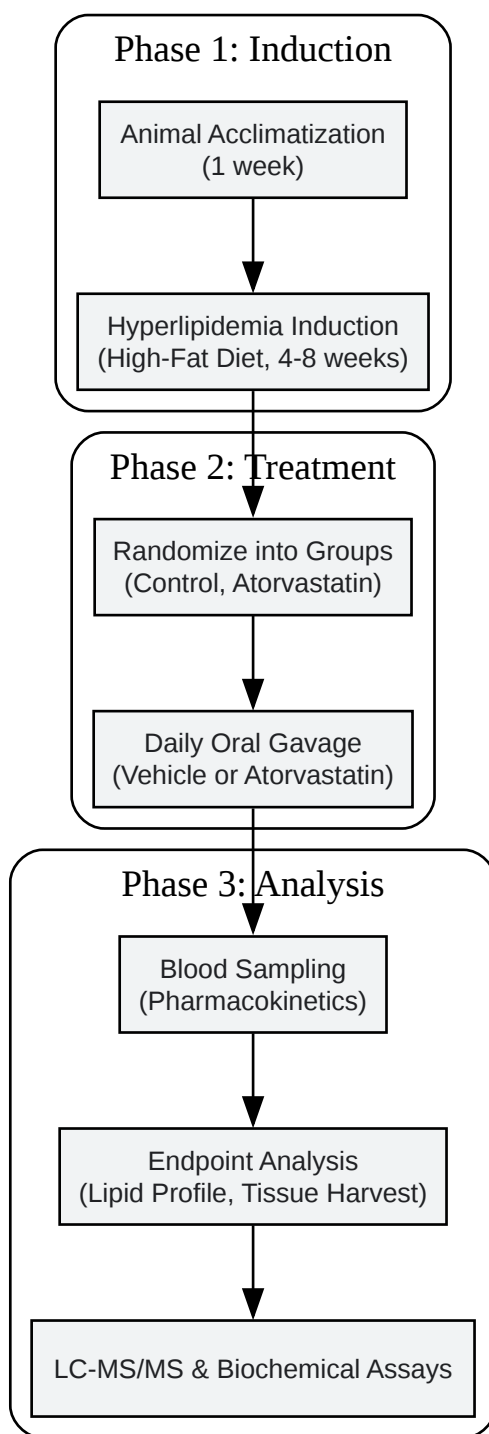 Phase 1: Induction
Animal Acclimatization
(1 week)
Hyperlipidemia Induction
(High-Fat Diet, 4-8 weeks)
Phase 2: Treatment
Randomize into Groups
(Control, Atorvastatin)
Daily Oral Gavage
(Vehicle or Atorvastatin)
Phase 3: Analysis
Blood Sampling
(Pharmacokinetics)
Endpoint Analysis
(Lipid Profile, Tissue Harvest)
LC-MS/MS & Biochemical Assays